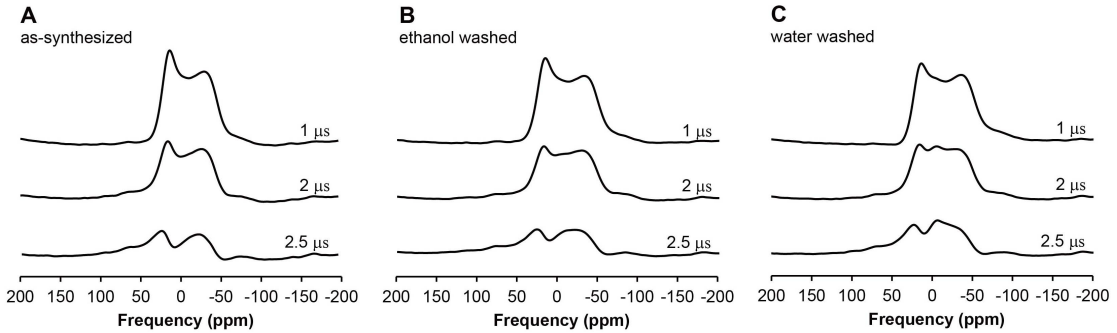 A
as-synthesized
1 μs
2 μs
2.5 μs
200 150 100 50 0 -50 -100 -150 -200
Frequency (ppm)
B
ethanol washed
1 μs
2 μs
2.5 μs
200 150 100 50 0 -50 -100 -150 -200
Frequency (ppm)
C
water washed
1 μs
2 μs
2.5 μs
200 150 100 50 0 -50 -100 -150 -200
Frequency (ppm)